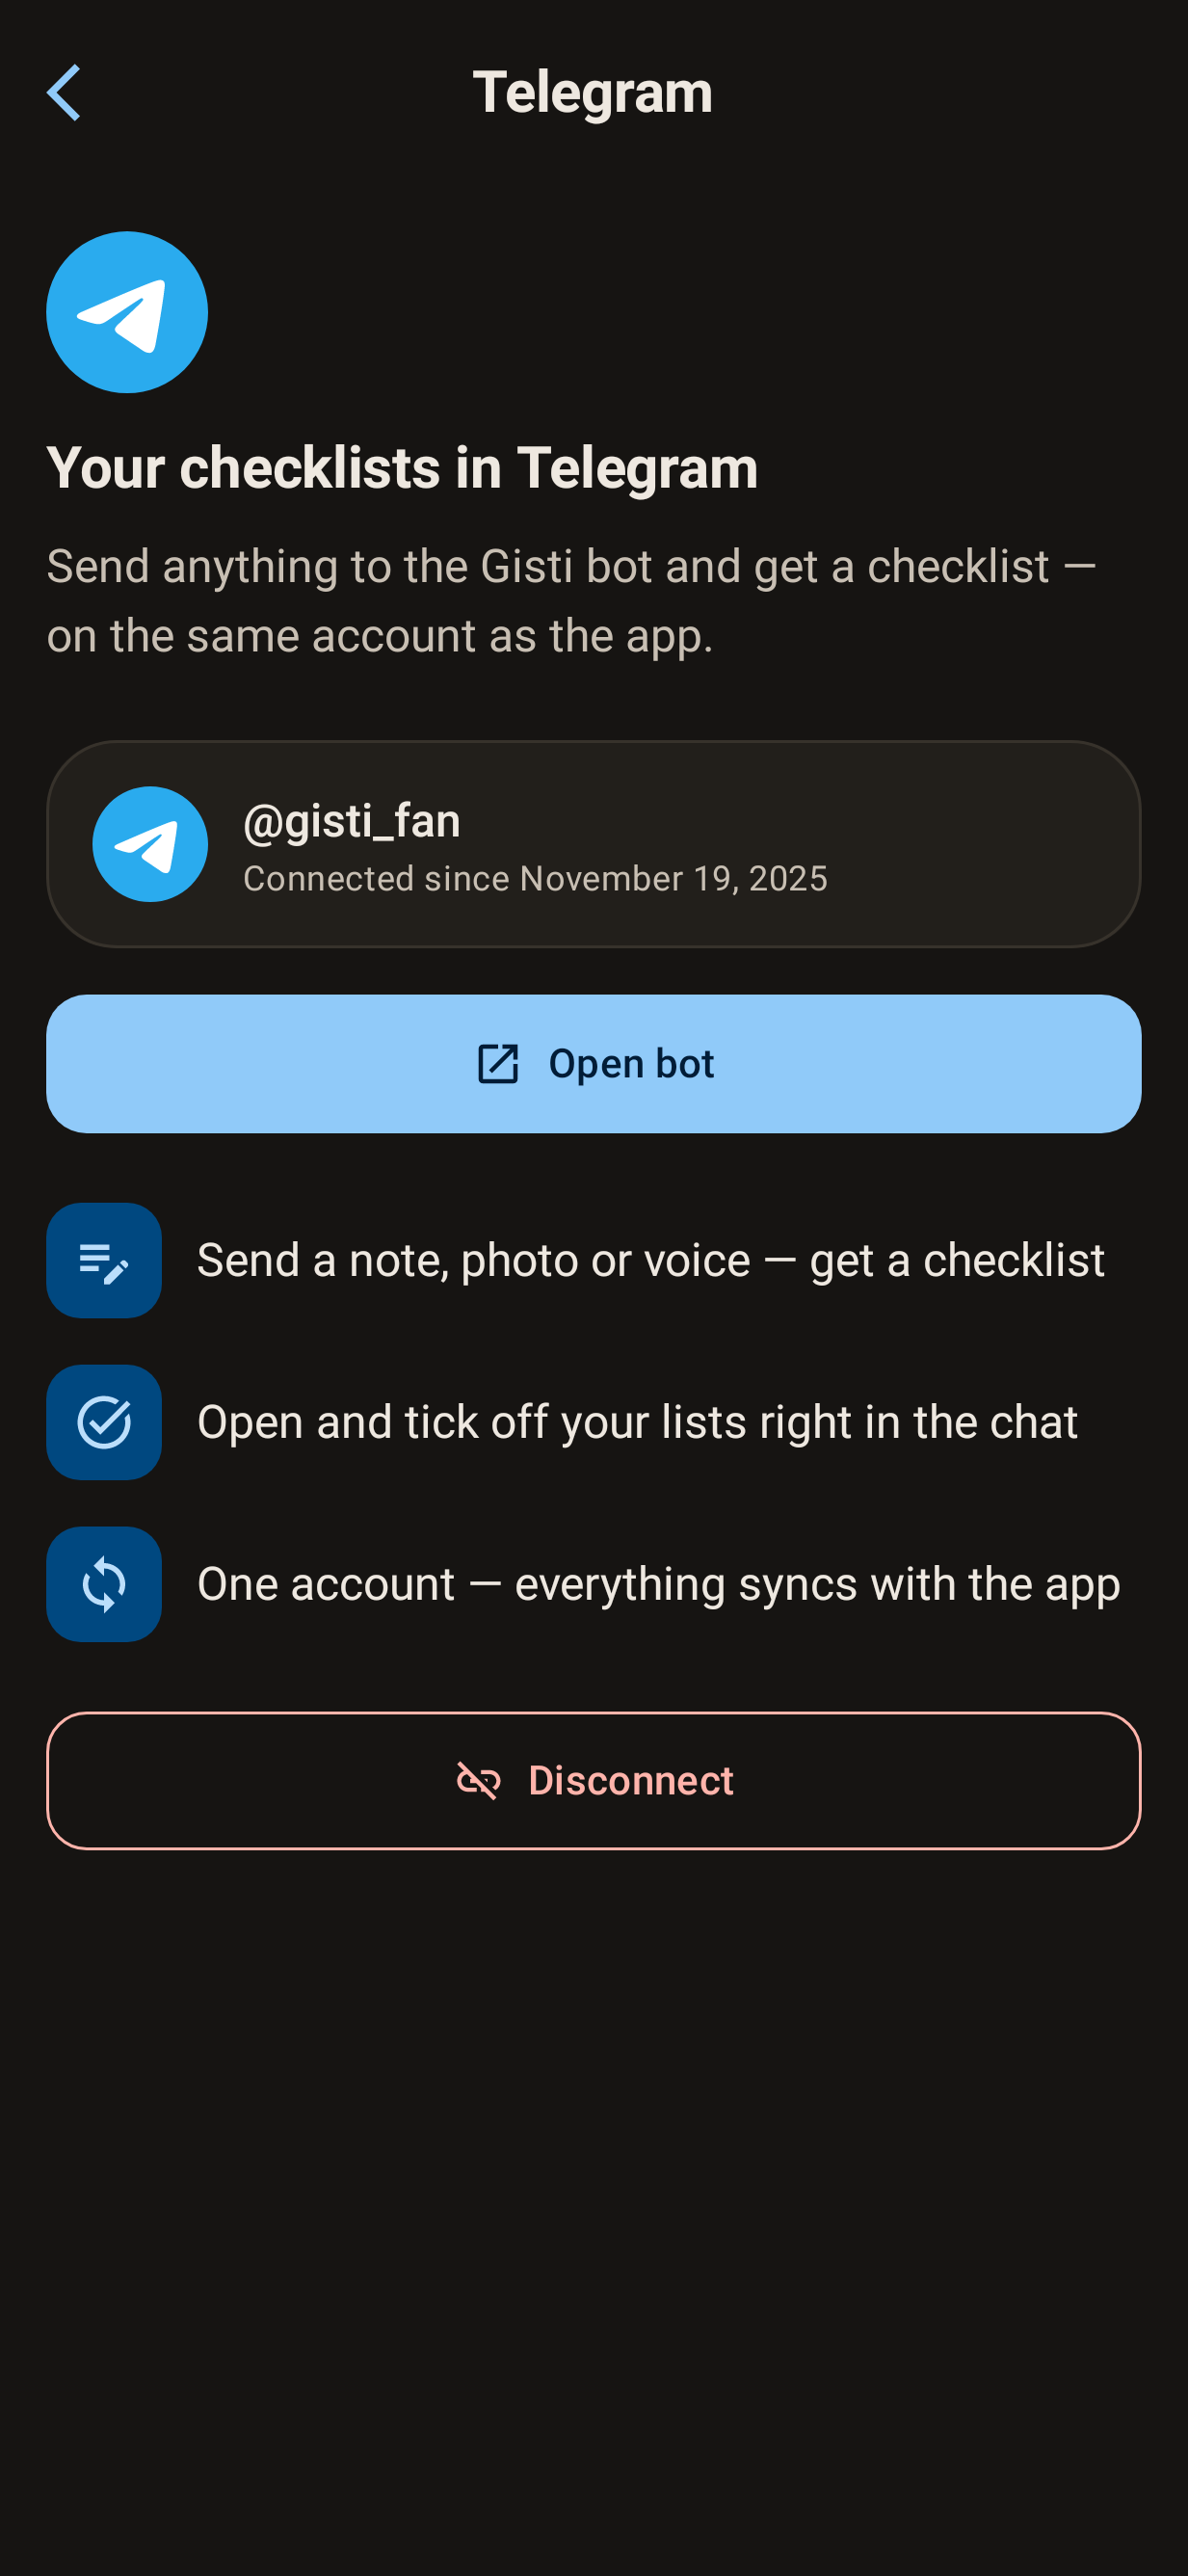 Telegram
Your checklists in Telegram
Send anything to the Gisti bot and get a checklist —
on the same account as the app.
@gisti_fan
Connected since November 19, 2025
Open bot
Send a note, photo or voice — get a checklist
Open and tick off your lists right in the chat
One account — everything syncs with the app
Disconnect